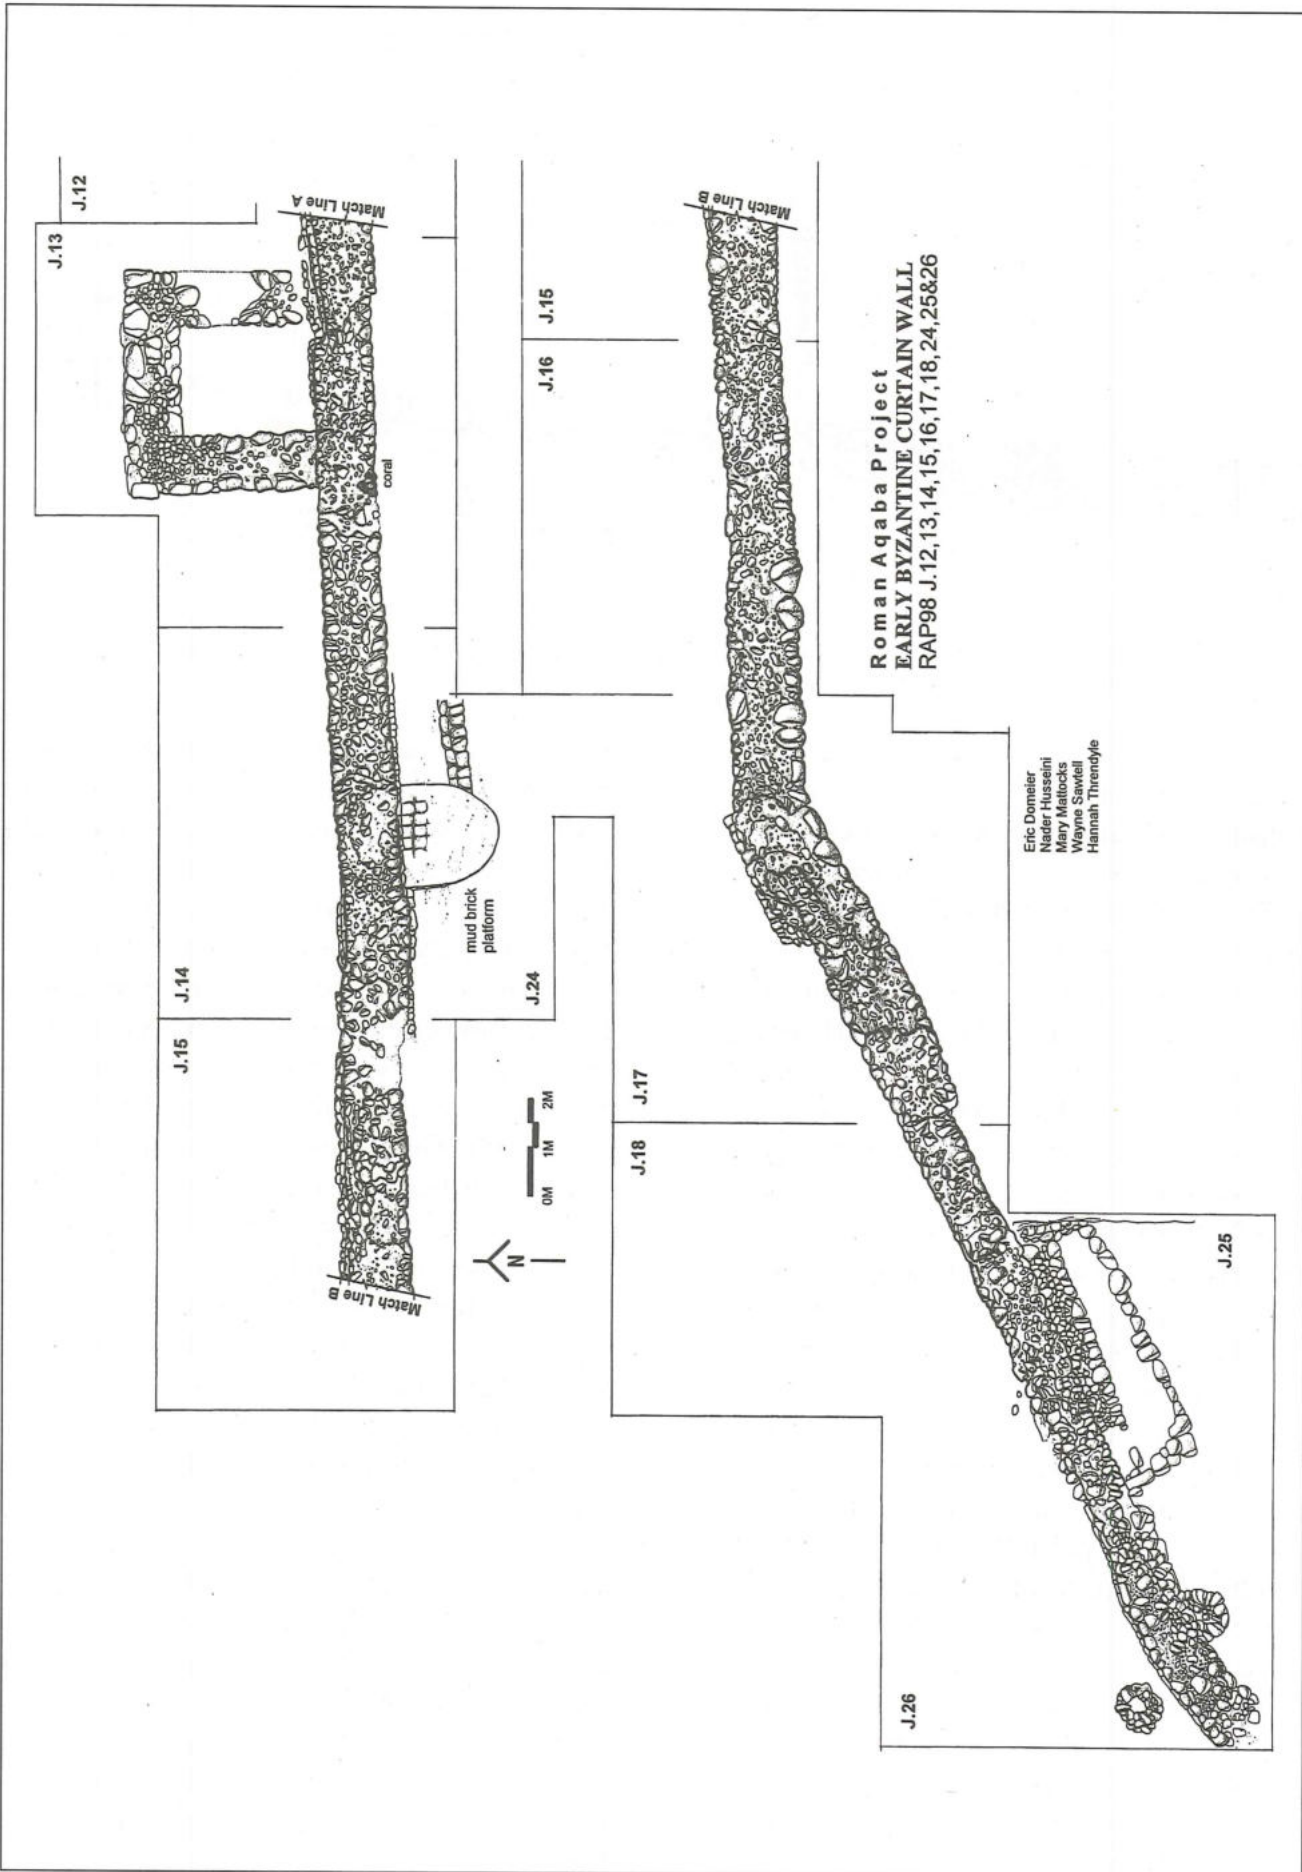 J.12
J.13
Match Line A
coral
J.14
J.15
mud brick
platform
J.24
Match Line B
0M 1M 2M
N
J.15
J.16
Match Line B
J.17
J.18
J.25
J.26
Roman Aqaba Project
EARLY BYZANTINE CURTAIN WALL
RAP98 J.12,13,14,15,16,17,18,24,25&26
Eric Domeier
Nader Husseini
Mary Mattocks
Wayne Sawtell
Hannah Threndyle